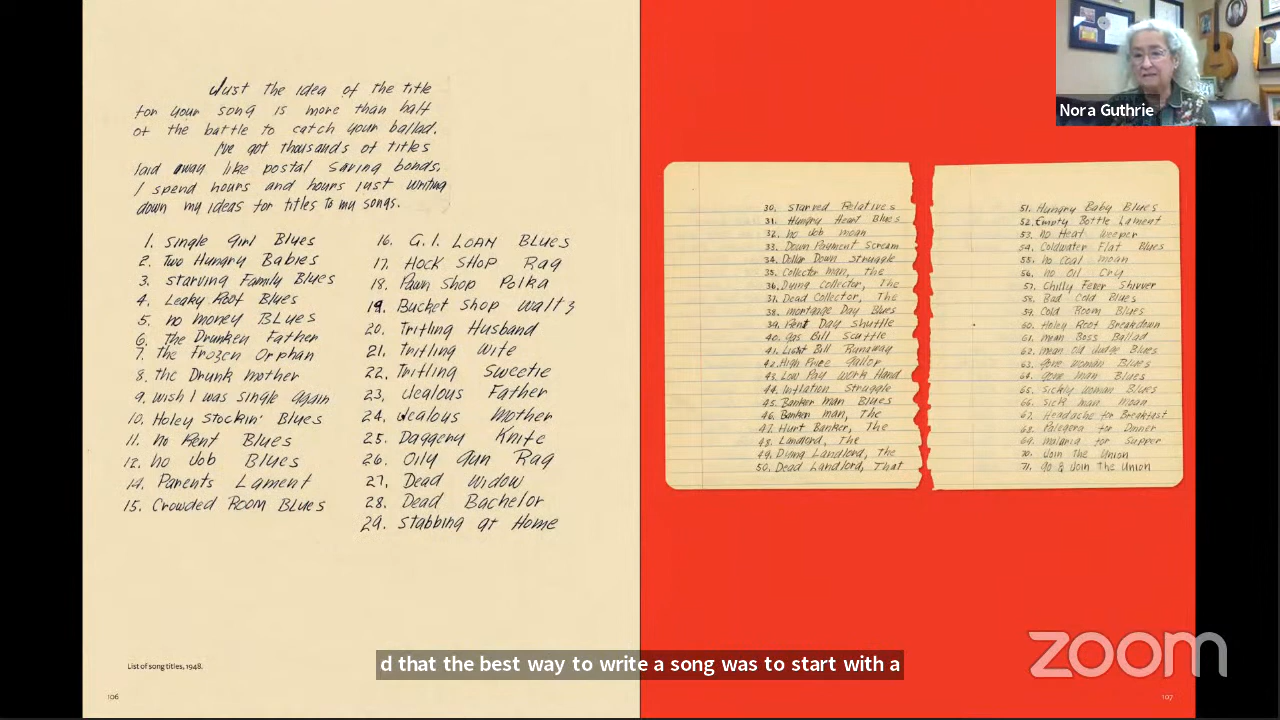 Just the idea of the title
for your song is more than half
of the battle to catch your ballad.
I've got thousands of titles
laid away like postal saving bonds.
I spend hours and hours just writing
down my ideas for titles to my songs.
1. Single Girl Blues
2. Two Hungry Babies
3. Starving Family Blues
4. Leaky Roof Blues
5. No Money Blues
6. The Drunken Father
7. The Frozen Orphan
8. The Drunk Mother
9. Wish I Was Single Again
10. Holey Stockin' Blues
11. No Rent Blues
12. No Job Blues
14. Parents Lament
15. Crowded Room Blues
16. G.I. LOAN BLUES
17. HOCK SHOP RAG
18. Pawn Shop Polka
19. Bucket Shop Waltz
20. Trifling Husband
21. Trifling Wife
22. Trifling Sweetie
23. Jealous Father
24. Jealous Mother
25. Daggery Knife
26. Oily Gun Rag
27. Dead Widow
28. Dead Bachelor
29. Stabbing at Home
List of song titles, 1948.
106
30. Starved Relatives
31. Hungry Heart Blues
32. No Job Moan
33. Down Payment Scream
34. Dollar Down Struggle
35. Collector Man, The
36. Dying Collector, The
37. Dead Collector, The
38. Mortgage Day Blues
39. Rent Day Shuffle
40. Gas Bill Scuttle
41. Light Bill Runaway
42. High Price Holler
43. Low Pay Work Hand
44. Inflation Struggle
45. Banker Man Blues
46. Banker Man, The
47. Hurt Banker, The
48. Landlord, The
49. Dying Landlord, The
50. Dead Landlord, That
51. Hungry Baby Blues
52. Empty Bottle Lament
53. No Heat Weeper
54. Coldwater Flat Blues
55. No Coal Moan
56. No Oil Cry
57. Chilly Fever Shivver
58. Bad Cold Blues
59. Cold Room Blues
60. Holey Roof Breakdown
61. Mean Boss Ballad
62. Mean Old Judge Blues
63. Gone Woman Blues
64. Gone Man Blues
65. Sickly Woman Blues
66. Sick Man Moan
67. Headache for Breakfast
68. Palegera for Dinner
69. Malaria for Supper
70. Join The Union
71. Go & Join The Union
107
Nora Guthrie
d that the best way to write a song was to start with a
zoom